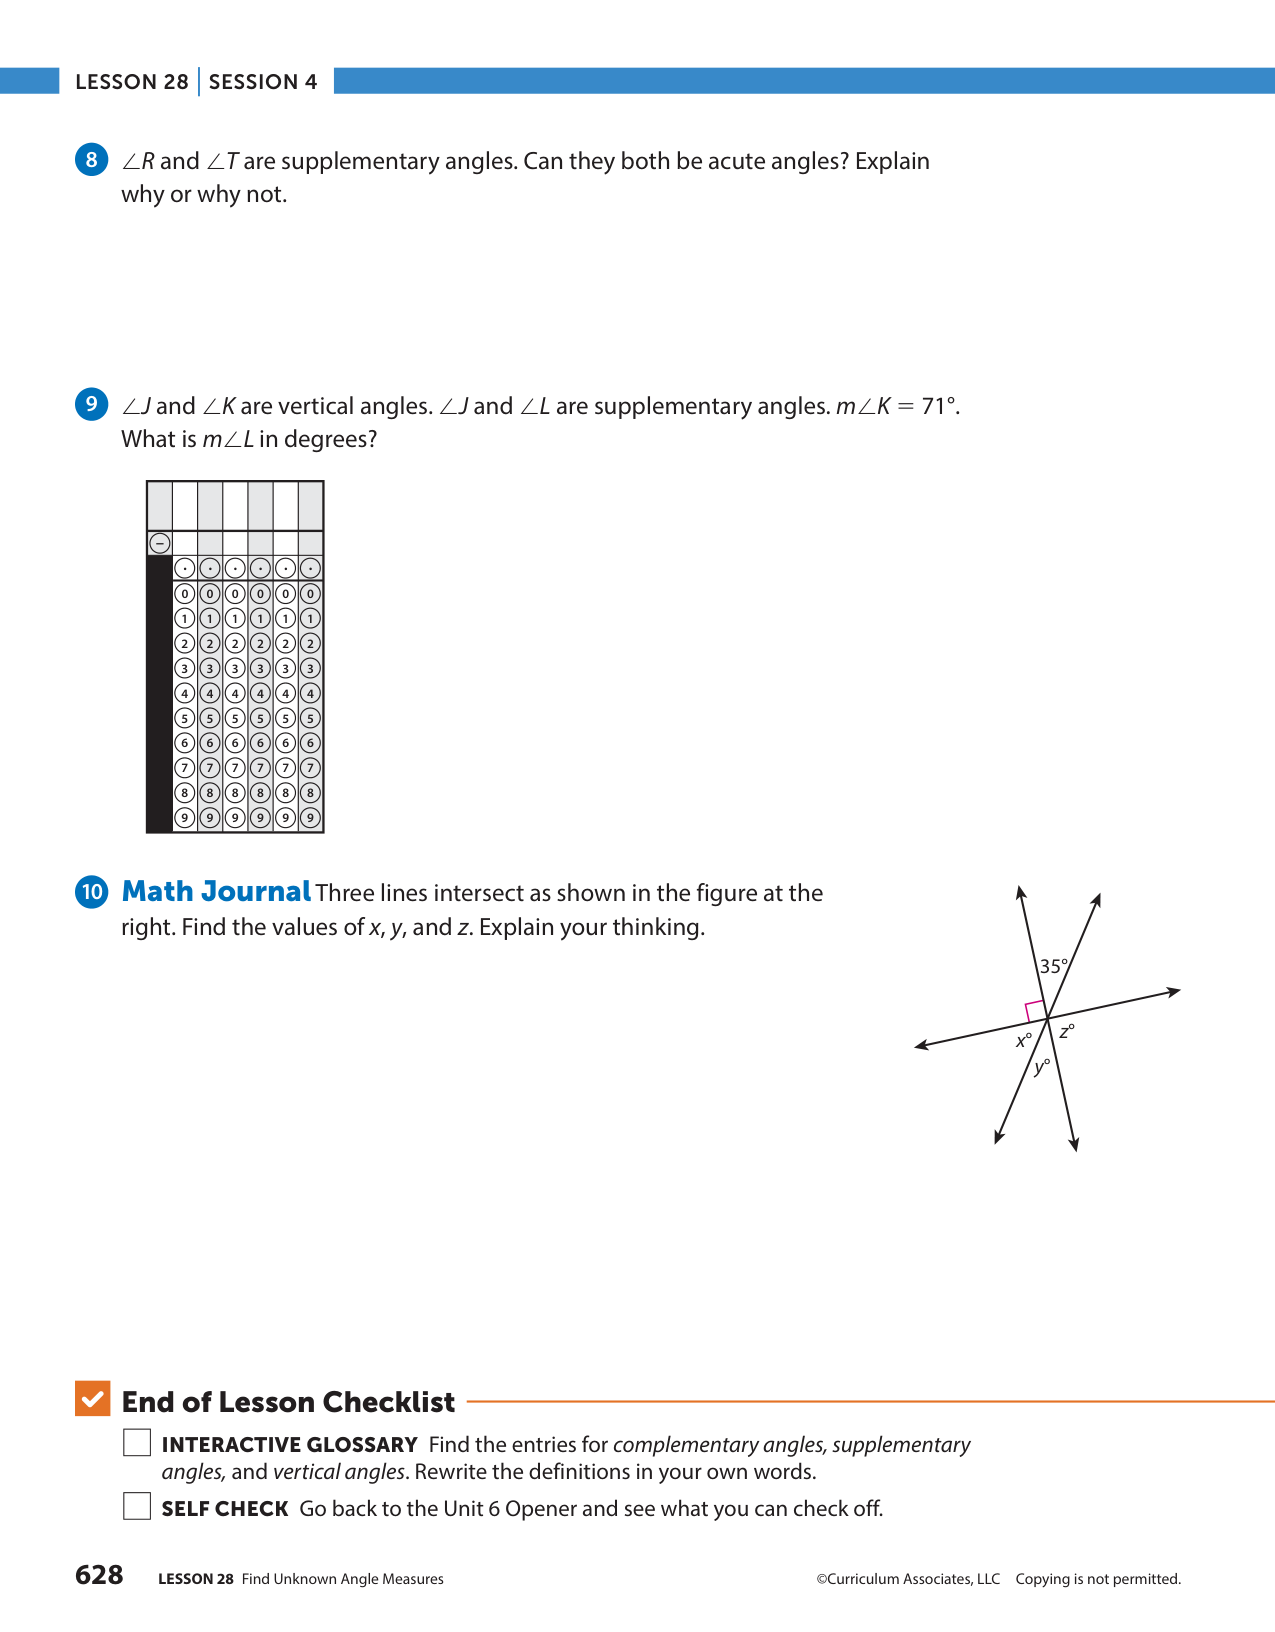 LESSON 28 | SESSION 4
8 ∠R and ∠T are supplementary angles. Can they both be acute angles? Explain
why or why not.
9 ∠J and ∠K are vertical angles. ∠J and ∠L are supplementary angles. m∠K = 71°.
What is m∠L in degrees?
−
· · · · · ·
0 0 0 0 0 0
1 1 1 1 1 1
2 2 2 2 2 2
3 3 3 3 3 3
4 4 4 4 4 4
5 5 5 5 5 5
6 6 6 6 6 6
7 7 7 7 7 7
8 8 8 8 8 8
9 9 9 9 9 9
10 Math Journal Three lines intersect as shown in the figure at the
right. Find the values of x, y, and z. Explain your thinking.
35°
x° z°
y°
End of Lesson Checklist
INTERACTIVE GLOSSARY Find the entries for complementary angles, supplementary
angles, and vertical angles. Rewrite the definitions in your own words.
SELF CHECK Go back to the Unit 6 Opener and see what you can check off.
628 LESSON 28 Find Unknown Angle Measures ©Curriculum Associates, LLC Copying is not permitted.